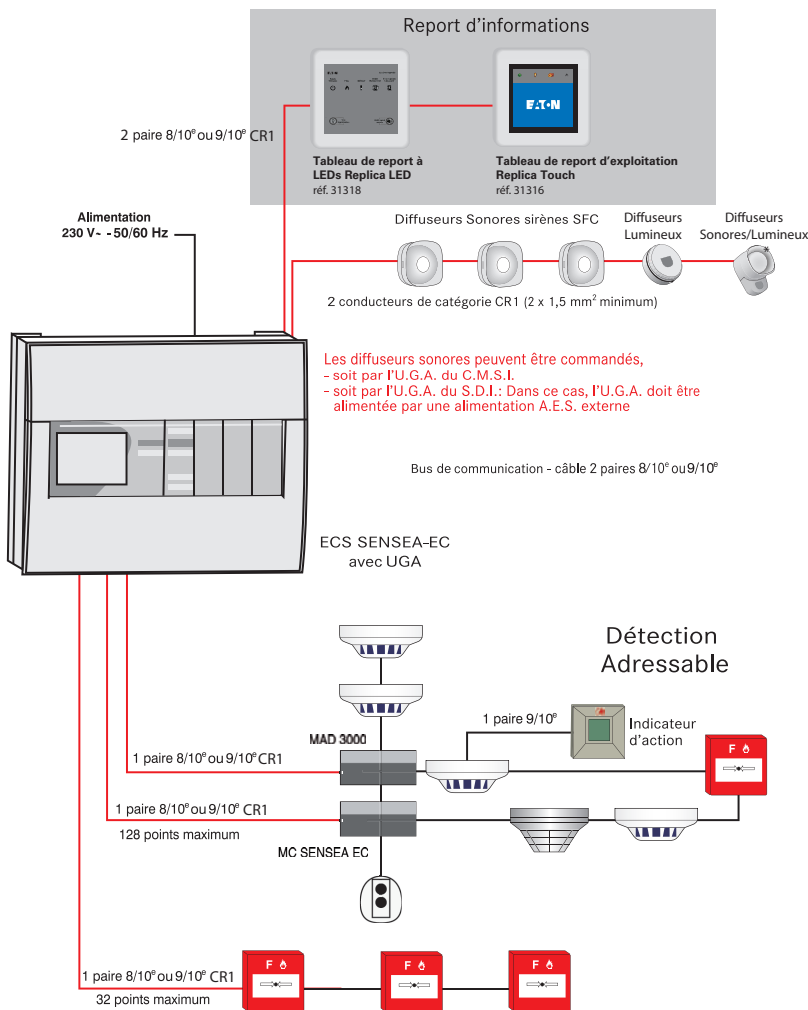 Report d'informations
E·T·N
2 paire 8/10e ou 9/10e CR1
Tableau de report à
LEDs Replica LED
réf. 31318
Tableau de report d'exploitation
Replica Touch
réf. 31316
Alimentation
230 V~ - 50/60 Hz
Diffuseurs Sonores sirènes SFC
Diffuseurs
Lumineux
Diffuseurs
Sonores/Lumineux
*
2 conducteurs de catégorie CR1 (2 x 1,5 mm² minimum)
Les diffuseurs sonores peuvent être commandés,
- soit par l'U.G.A. du C.M.S.I.
- soit par l'U.G.A. du S.D.I.: Dans ce cas, l'U.G.A. doit être
alimentée par une alimentation A.E.S. externe
Bus de communication - câble 2 paires 8/10e ou 9/10e
ECS SENSEA-EC
avec UGA
Détection
Adressable
1 paire 9/10e
Indicateur
d'action
MAD 3000
F
1 paire 8/10e ou 9/10e CR1
1 paire 8/10e ou 9/10e CR1
128 points maximum
MC SENSEA EC
1 paire 8/10e ou 9/10e CR1
32 points maximum
F
F
F